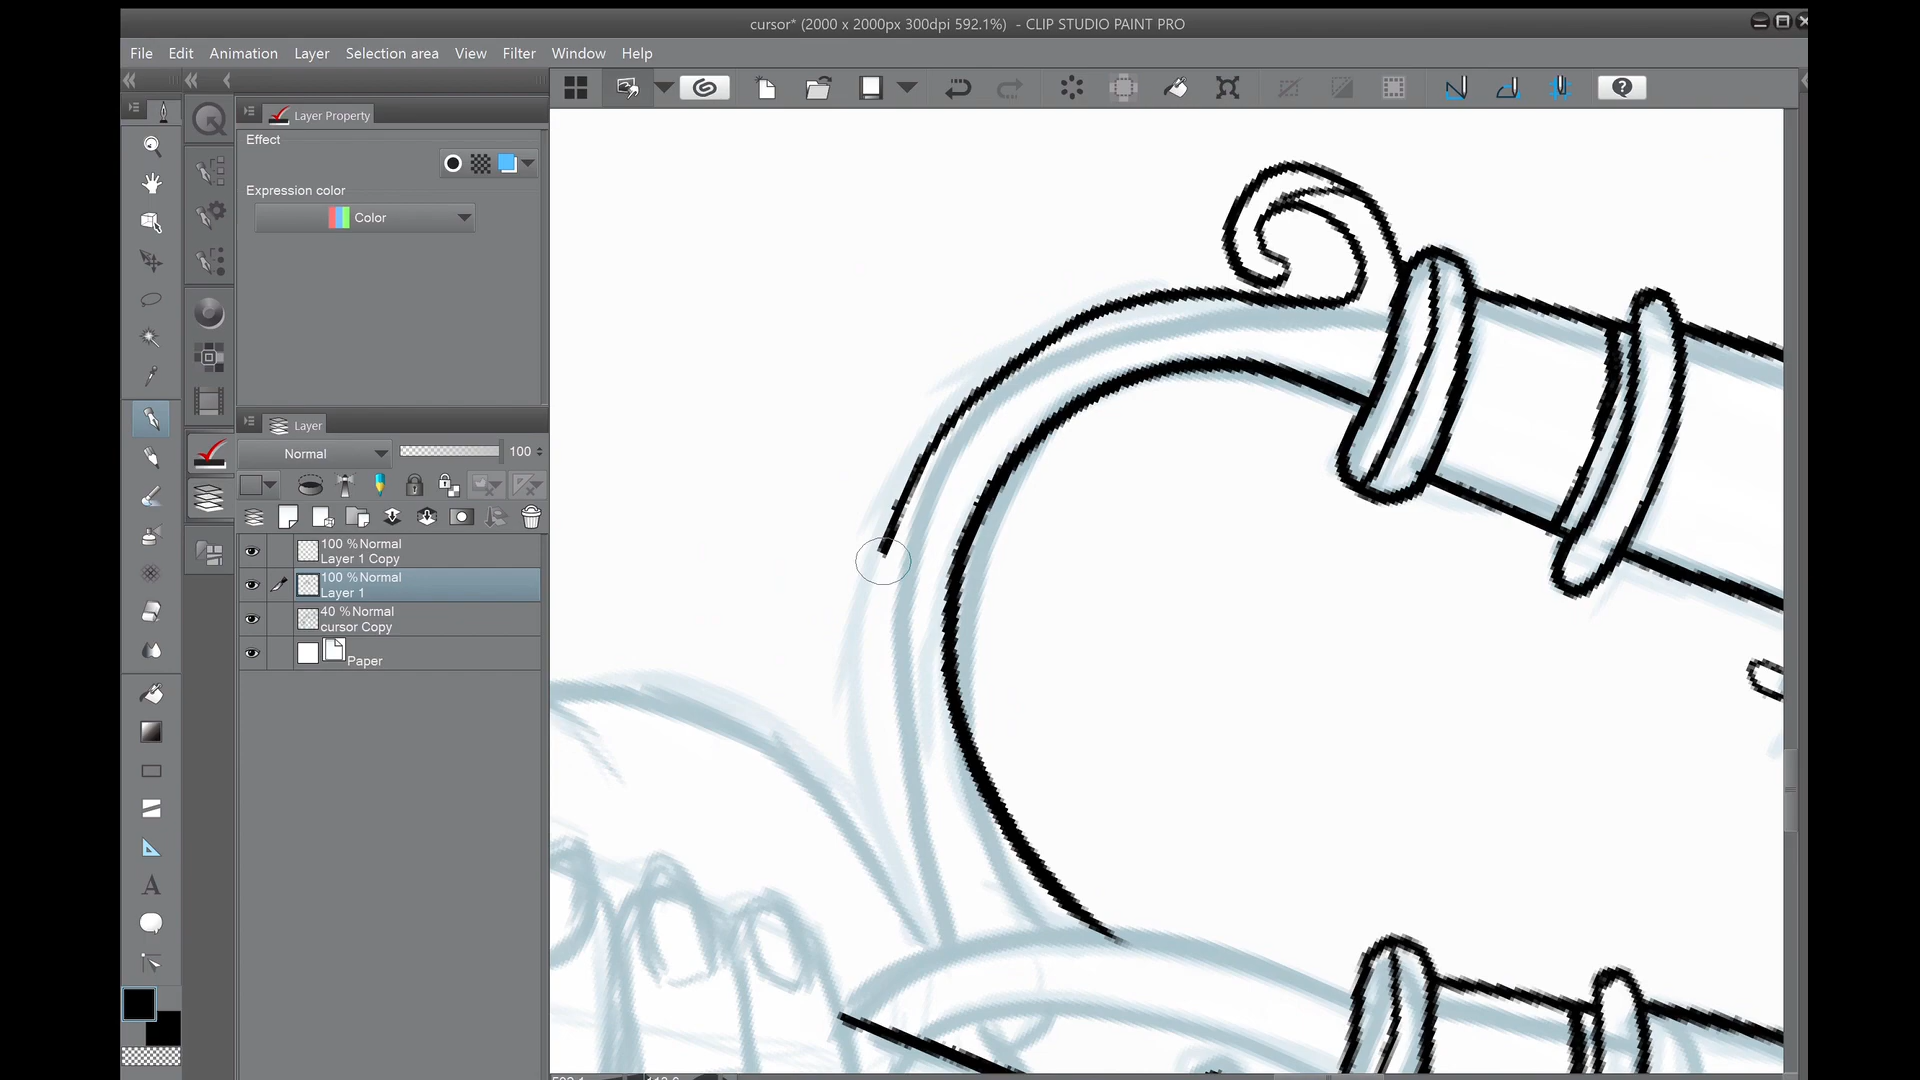 cursor* (2000 x 2000px 300dpi 592.1%) - CLIP STUDIO PAINT PRO
File Edit Animation Layer Selection area View Filter Window Help
Layer Property
Effect
Expression color
Color
Layer
Normal 100
100 %Normal
Layer 1 Copy
100 %Normal
Layer 1
40 %Normal
cursor Copy
Paper